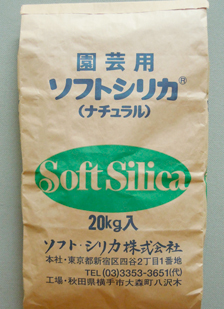 園芸用
ソフトシリカ®
(ナチュラル)
Soft Silica
20kg入
ソフト・シリカ株式会社
本社・東京都新宿区四谷2丁目1番地
TEL(03)3353-3651(代)
工場・秋田県横手市大森町八沢木